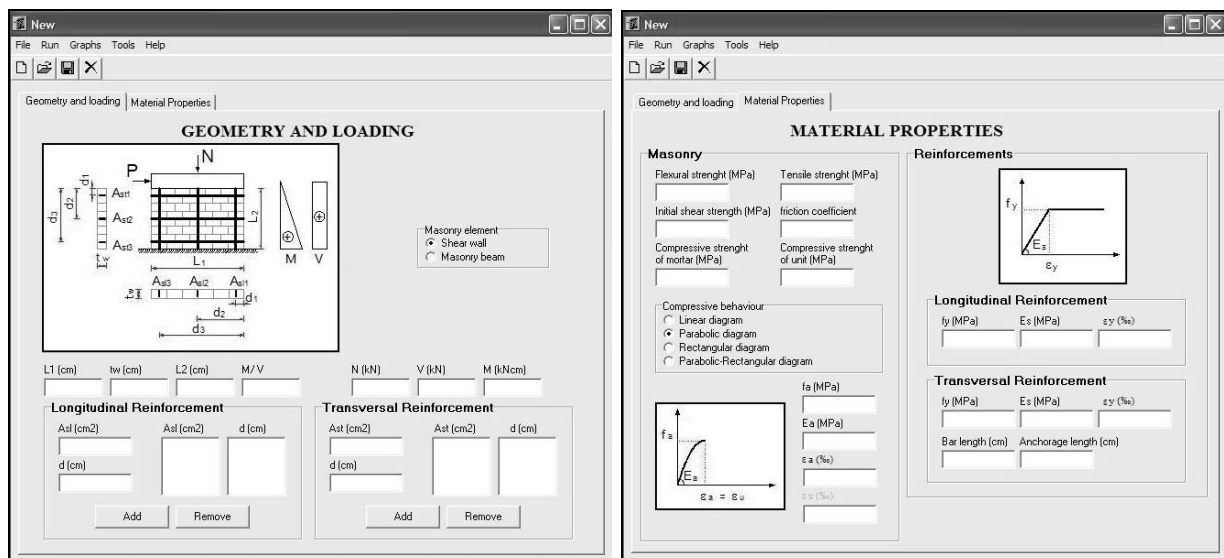 New
File Run Graphs Tools Help
Geometry and loading Material Properties
GEOMETRY AND LOADING
N
P
d1
d2
d3
Ast1
Ast2
Ast3
L2
tw
L1
M V
Asl3 Asl2 Asl1
tw
d1
d2
d3
Masonry element
Shear wall
Masonry beam
L1 (cm) tw (cm) L2 (cm) M / V N (kN) V (kN) M (kNcm)
Longitudinal Reinforcement
Asl (cm2) Asl (cm2) d (cm)
d (cm)
Add Remove
Transversal Reinforcement
Ast (cm2) Ast (cm2) d (cm)
d (cm)
Add Remove
New
File Run Graphs Tools Help
Geometry and loading Material Properties
MATERIAL PROPERTIES
Masonry
Flexural strenght (MPa) Tensile strenght (MPa)
Initial shear strength (MPa) friction coefficient
Compressive strenght Compressive strenght
of mortar (MPa) of unit (MPa)
Compressive behaviour
Linear diagram
Parabolic diagram
Rectangular diagram
Parabolic-Rectangular diagram
fa
Ea
εa = εu
fa (MPa)
Ea (MPa)
εa (‰)
εu (‰)
Reinforcements
fy
Es
εy
Longitudinal Reinforcement
fy (MPa) Es (MPa) εy (‰)
Transversal Reinforcement
fy (MPa) Es (MPa) εy (‰)
Bar length (cm) Anchorage length (cm)